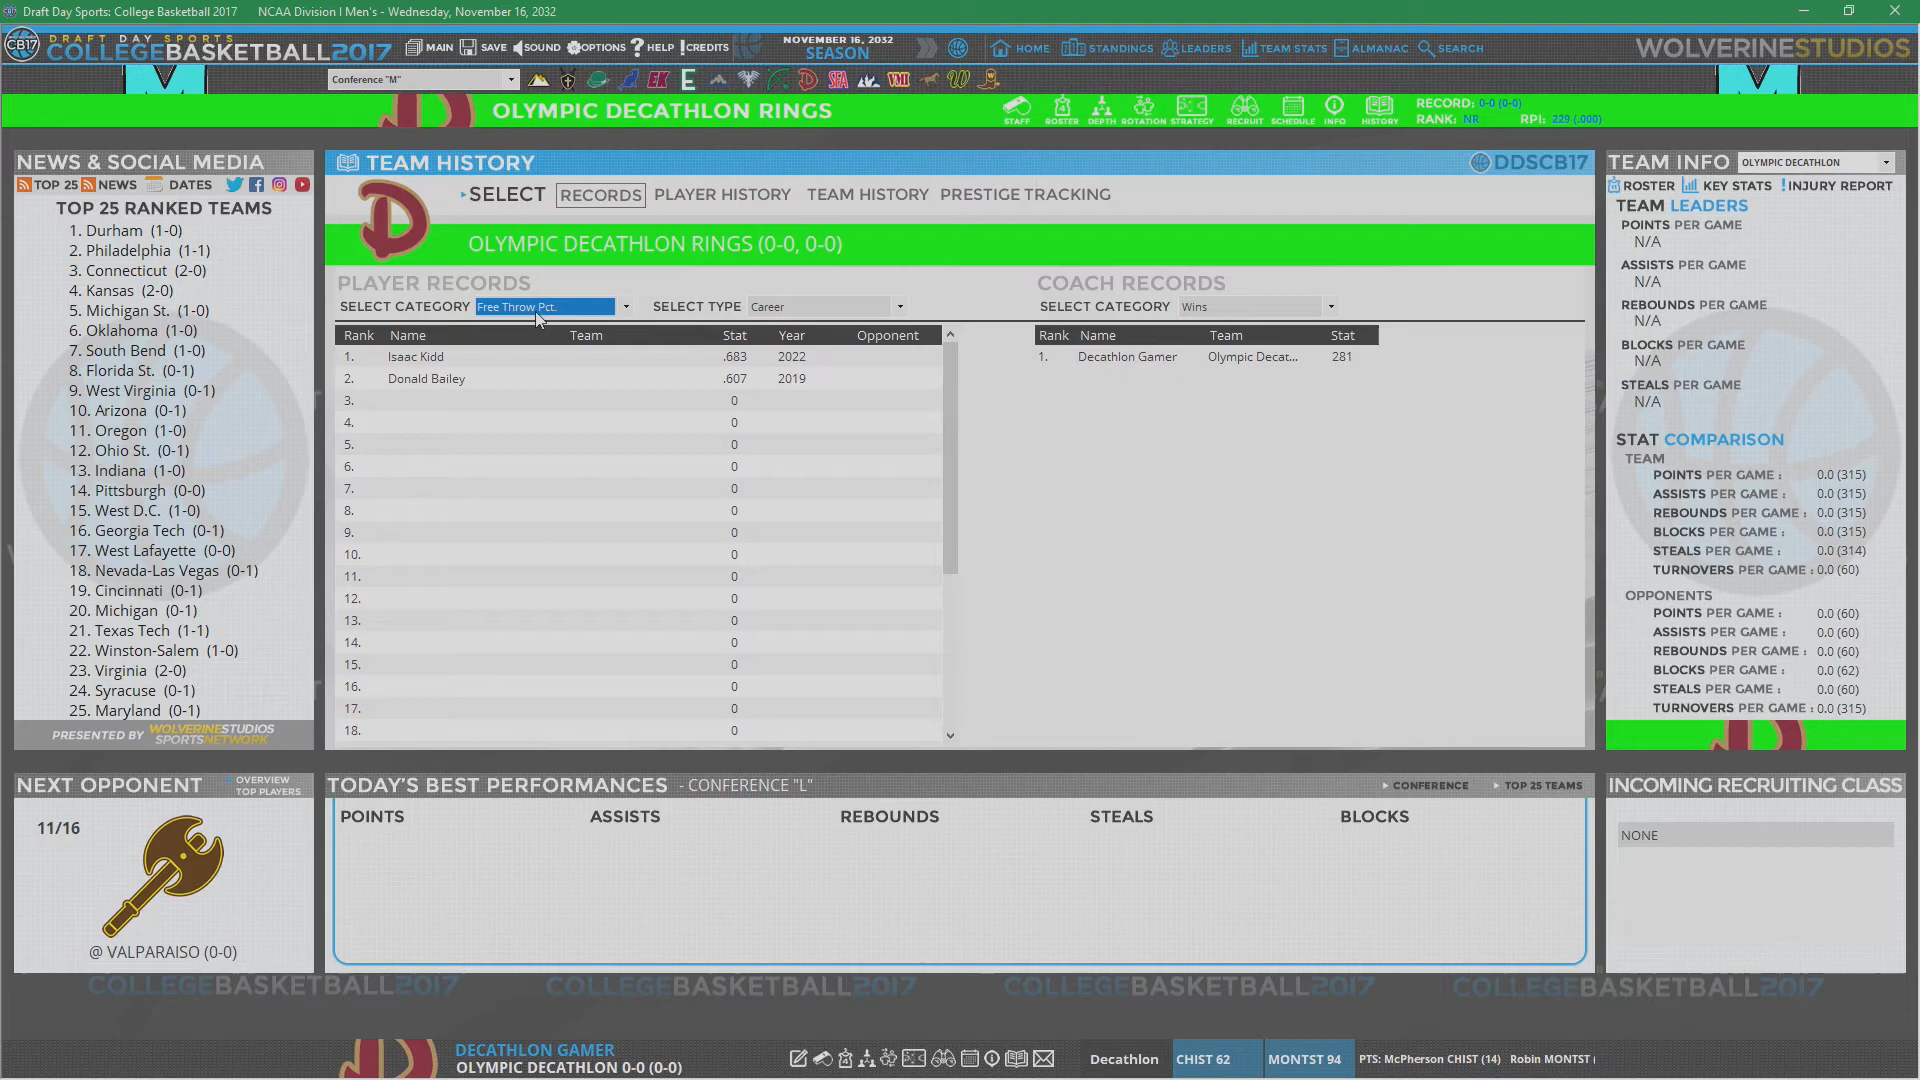 Draft Day Sports: College Basketball 2017 NCAA Division I Men's - Wednesday, November 16, 2032
CB17 DRAFT DAY SPORTS COLLEGEBASKETBALL2017
MAIN SAVE SOUND OPTIONS HELP CREDITS
NOVEMBER 16, 2032 SEASON
HOME STANDINGS LEADERS TEAM STATS ALMANAC SEARCH
WOLVERINESTUDIOS
Conference "M"
OLYMPIC DECATHLON RINGS
STAFF ROSTER DEPTH ROTATION STRATEGY RECRUIT SCHEDULE INFO HISTORY
RECORD: 0-0 (0-0)
RANK: NR RPI: 229 (.000)
NEWS & SOCIAL MEDIA
TOP 25 NEWS DATES
TOP 25 RANKED TEAMS
1. Durham (1-0)
2. Philadelphia (1-1)
3. Connecticut (2-0)
4. Kansas (2-0)
5. Michigan St. (1-0)
6. Oklahoma (1-0)
7. South Bend (1-0)
8. Florida St. (0-1)
9. West Virginia (0-1)
10. Arizona (0-1)
11. Oregon (1-0)
12. Ohio St. (0-1)
13. Indiana (1-0)
14. Pittsburgh (0-0)
15. West D.C. (1-0)
16. Georgia Tech (0-1)
17. West Lafayette (0-0)
18. Nevada-Las Vegas (0-1)
19. Cincinnati (0-1)
20. Michigan (0-1)
21. Texas Tech (1-1)
22. Winston-Salem (1-0)
23. Virginia (2-0)
24. Syracuse (0-1)
25. Maryland (0-1)
PRESENTED BY WOLVERINESTUDIOS SPORTSNETWORK
TEAM HISTORY DDSCB17
SELECT RECORDS PLAYER HISTORY TEAM HISTORY PRESTIGE TRACKING
OLYMPIC DECATHLON RINGS (0-0, 0-0)
PLAYER RECORDS
SELECT CATEGORY Free Throw Pct. SELECT TYPE Career
Rank Name Team Stat Year Opponent
1. Isaac Kidd .683 2022
2. Donald Bailey .607 2019
3. 0
4. 0
5. 0
6. 0
7. 0
8. 0
9. 0
10. 0
11. 0
12. 0
13. 0
14. 0
15. 0
16. 0
17. 0
18. 0
COACH RECORDS
SELECT CATEGORY Wins
Rank Name Team Stat
1. Decathlon Gamer Olympic Decat... 281
TEAM INFO OLYMPIC DECATHLON
ROSTER KEY STATS INJURY REPORT
TEAM LEADERS
POINTS PER GAME
N/A
ASSISTS PER GAME
N/A
REBOUNDS PER GAME
N/A
BLOCKS PER GAME
N/A
STEALS PER GAME
N/A
STAT COMPARISON
TEAM
POINTS PER GAME : 0.0 (315)
ASSISTS PER GAME : 0.0 (315)
REBOUNDS PER GAME : 0.0 (315)
BLOCKS PER GAME : 0.0 (315)
STEALS PER GAME : 0.0 (314)
TURNOVERS PER GAME : 0.0 (60)
OPPONENTS
POINTS PER GAME : 0.0 (60)
ASSISTS PER GAME : 0.0 (60)
REBOUNDS PER GAME : 0.0 (60)
BLOCKS PER GAME : 0.0 (62)
STEALS PER GAME : 0.0 (60)
TURNOVERS PER GAME : 0.0 (315)
NEXT OPPONENT OVERVIEW TOP PLAYERS
11/16
@ VALPARAISO (0-0)
TODAY'S BEST PERFORMANCES - CONFERENCE "L" CONFERENCE TOP 25 TEAMS
POINTS ASSISTS REBOUNDS STEALS BLOCKS
INCOMING RECRUITING CLASS
NONE
COLLEGEBASKETBALL2017 COLLEGEBASKETBALL2017 COLLEGEBASKETBALL2017 COLLEGEBASKETBALL2017
DECATHLON GAMER
OLYMPIC DECATHLON 0-0 (0-0)
Decathlon CHIST 62 MONTST 94 PTS: McPherson CHIST (14) Robin MONTST (